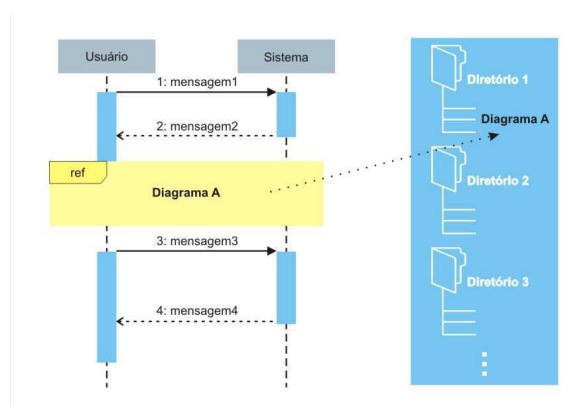 Usuário
Sistema
1: mensagem1
2: mensagem2
ref
Diagrama A
3: mensagem3
4: mensagem4
Diretório 1
Diagrama A
Diretório 2
Diretório 3